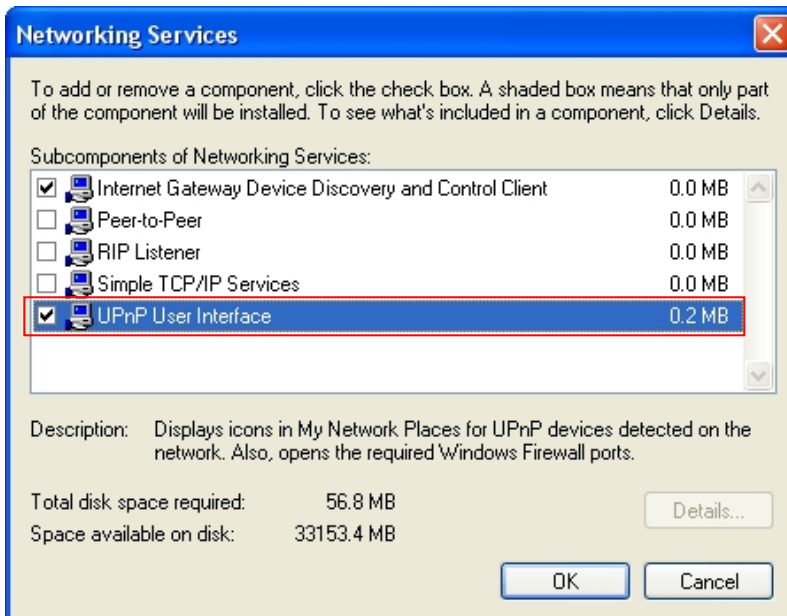 Networking Services
To add or remove a component, click the check box. A shaded box means that only part
of the component will be installed. To see what's included in a component, click Details.
Subcomponents of Networking Services:
Internet Gateway Device Discovery and Control Client 0.0 MB
Peer-to-Peer 0.0 MB
RIP Listener 0.0 MB
Simple TCP/IP Services 0.0 MB
UPnP User Interface 0.2 MB
Description: Displays icons in My Network Places for UPnP devices detected on the
network. Also, opens the required Windows Firewall ports.
Total disk space required: 56.8 MB
Details...
Space available on disk: 33153.4 MB
OK Cancel